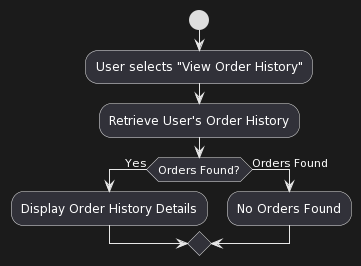 User selects "View Order History"
Retrieve User's Order History
Yes
Orders Found?
Orders Found
Display Order History Details
No Orders Found